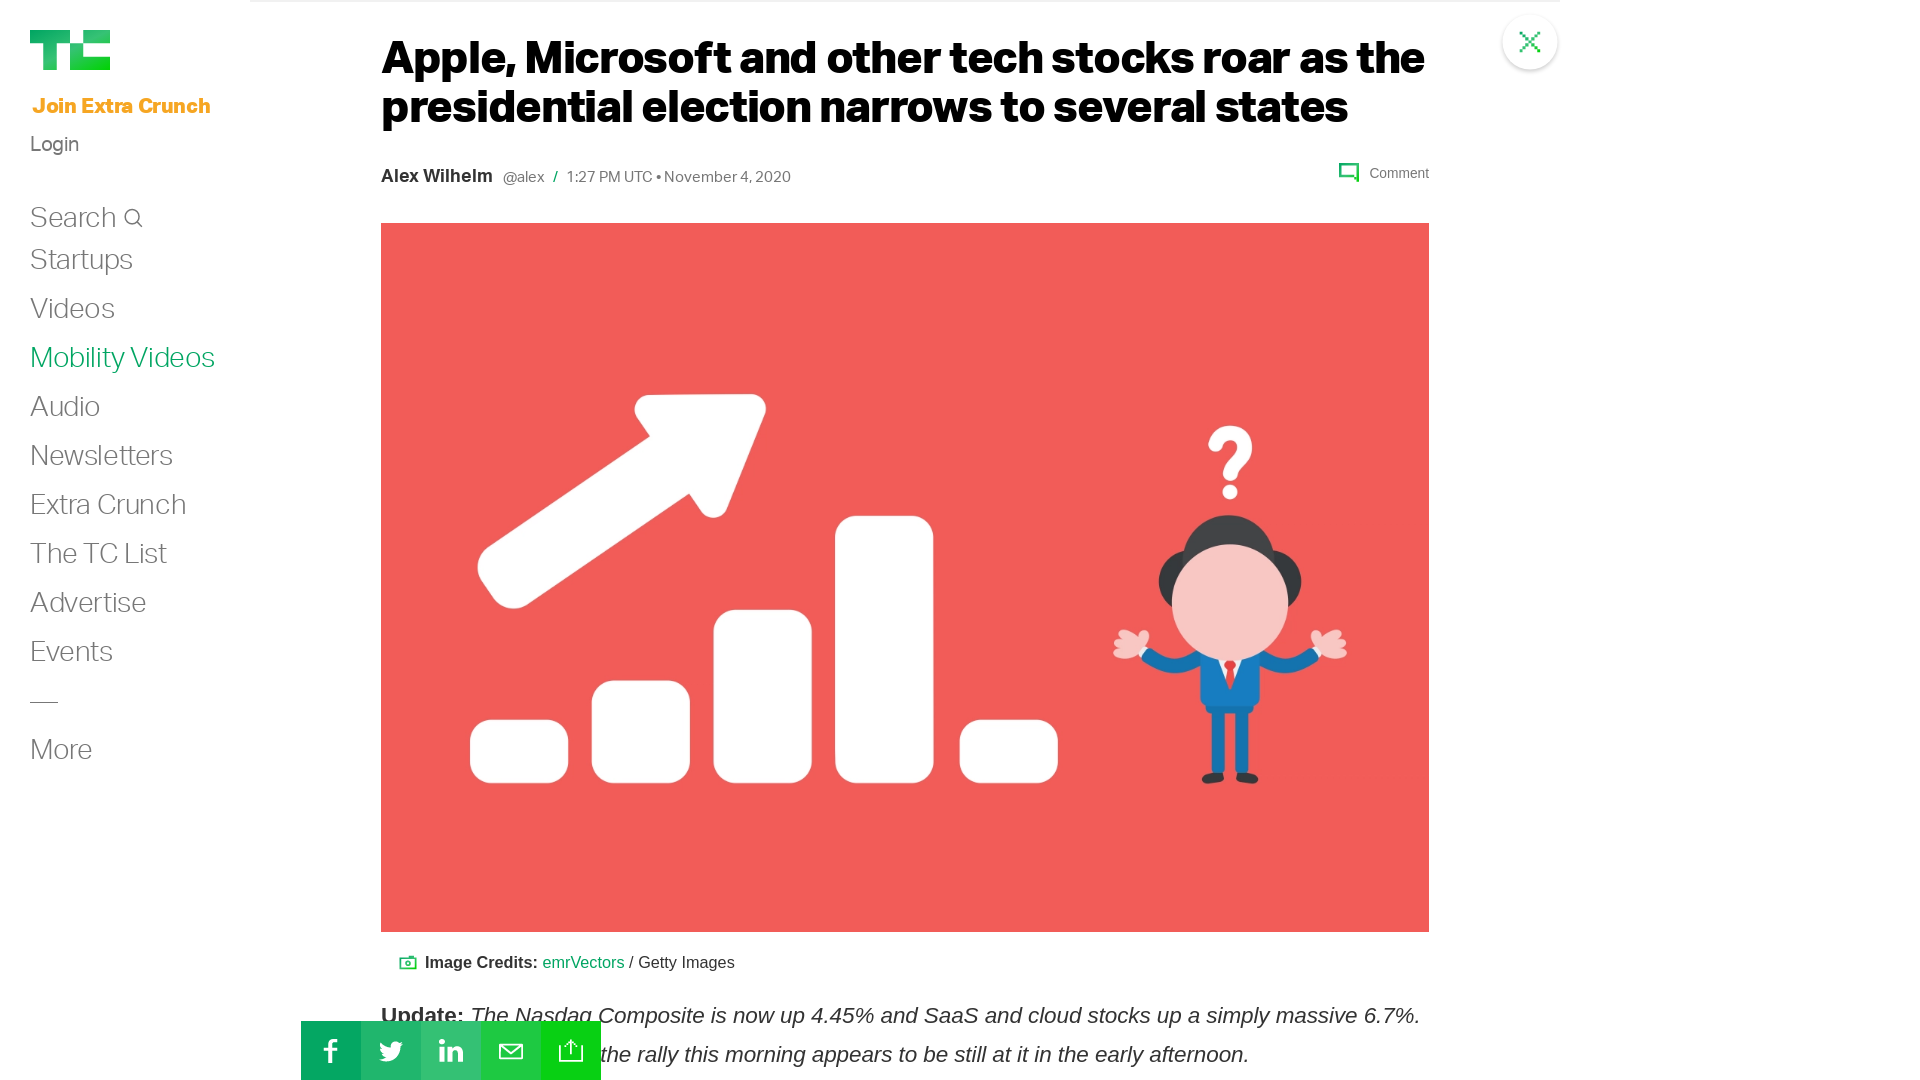 TC
Join Extra Crunch
Login
Search
Startups
Videos
Mobility Videos
Audio
Newsletters
Extra Crunch
The TC List
Advertise
Events
More
Apple, Microsoft and other tech stocks roar as the
presidential election narrows to several states
Alex Wilhelm @alex / 1:27 PM UTC • November 4, 2020
Comment
?
Image Credits: emrVectors / Getty Images
Update: The Nasdaq Composite is now up 4.45% and SaaS and cloud stocks up a simply massive 6.7%.
the rally this morning appears to be still at it in the early afternoon.